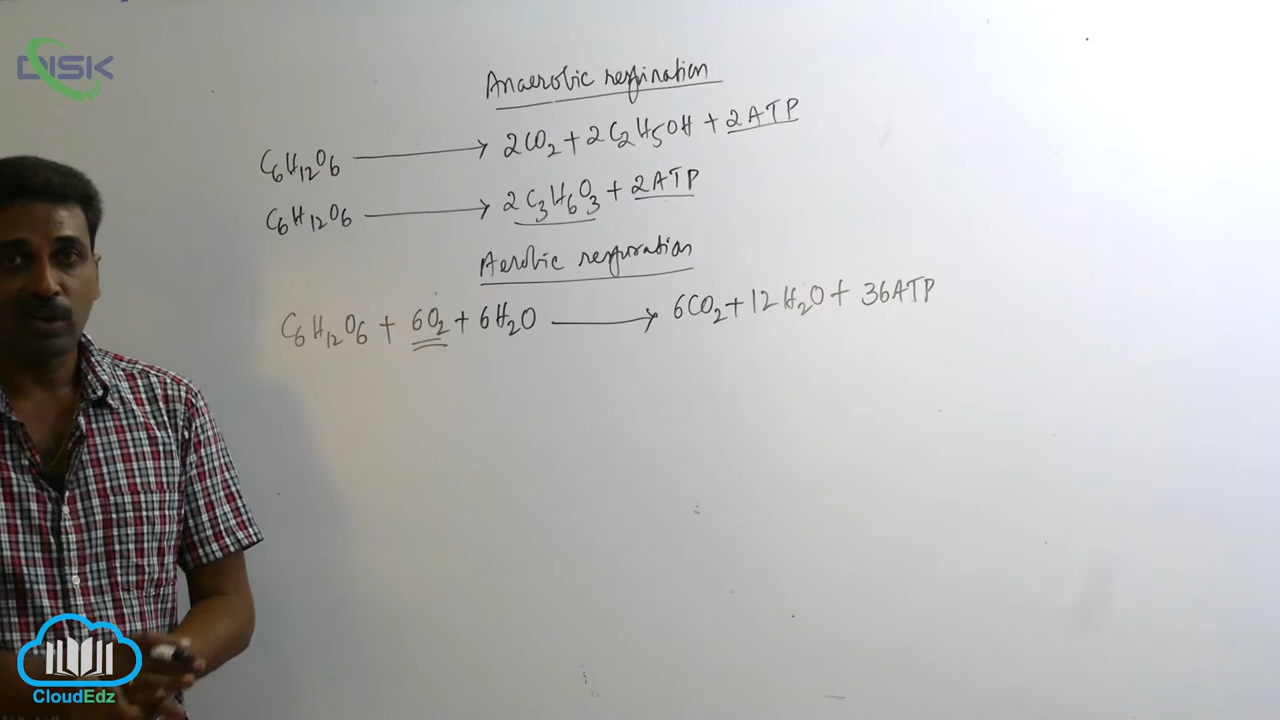 DISK
TV
Anaerobic respiration
C6H12O6 → 2CO2 + 2C2H5OH + 2ATP
C6H12O6 → 2C3H6O3 + 2ATP
Aerobic respiration
C6H12O6 + 6O2 + 6H2O → 6CO2 + 12H2O + 36ATP
CloudEdz